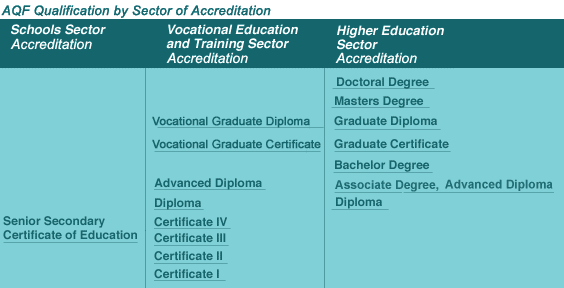 AQF Qualification by Sector of Accreditation
Schools Sector
Accreditation
Vocational Education
and Training Sector
Accreditation
Higher Education
Sector
Accreditation
Doctoral Degree
Masters Degree
Vocational Graduate Diploma
Graduate Diploma
Vocational Graduate Certificate
Graduate Certificate
Bachelor Degree
Advanced Diploma
Associate Degree, Advanced Diploma
Diploma
Diploma
Senior Secondary
Certificate of Education
Certificate IV
Certificate III
Certificate II
Certificate I